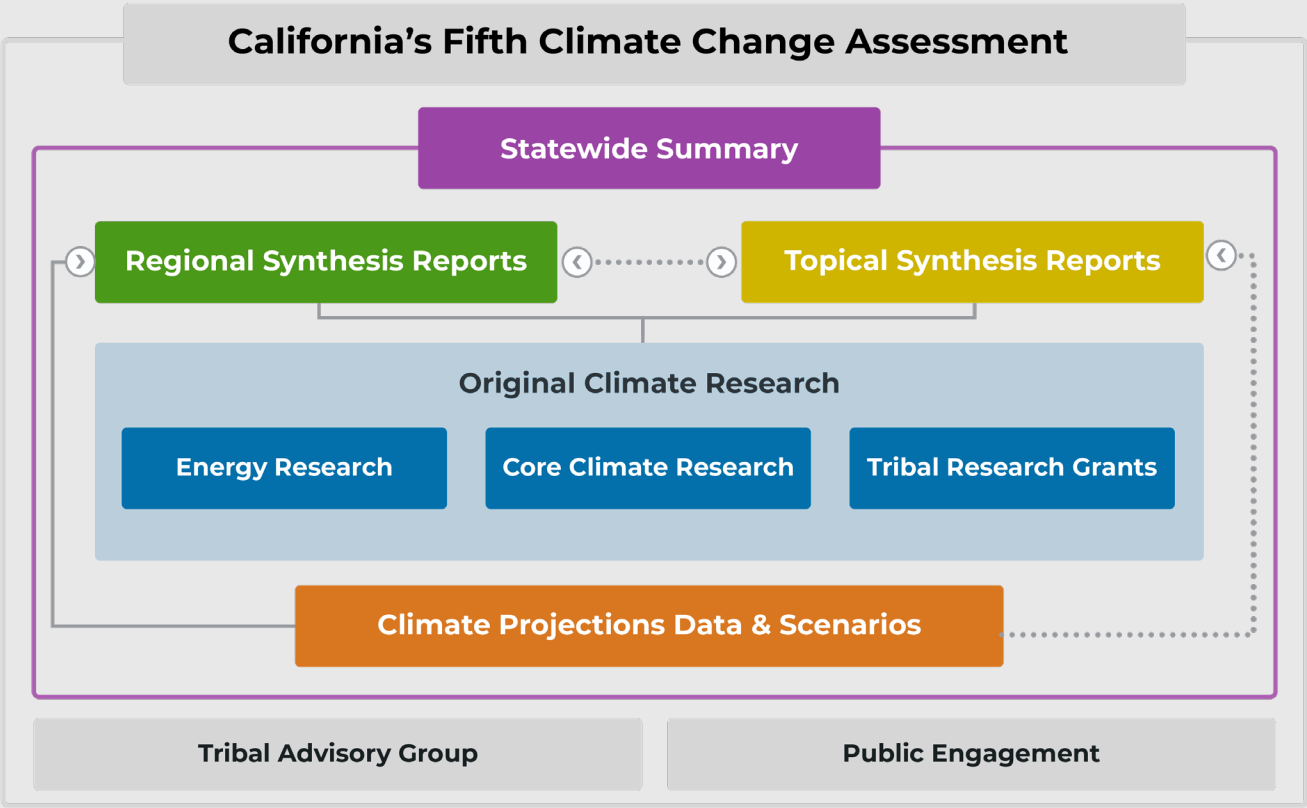 California’s Fifth Climate Change Assessment
Statewide Summary
Regional Synthesis Reports
Topical Synthesis Reports
Original Climate Research
Energy Research
Core Climate Research
Tribal Research Grants
Climate Projections Data & Scenarios
Tribal Advisory Group
Public Engagement